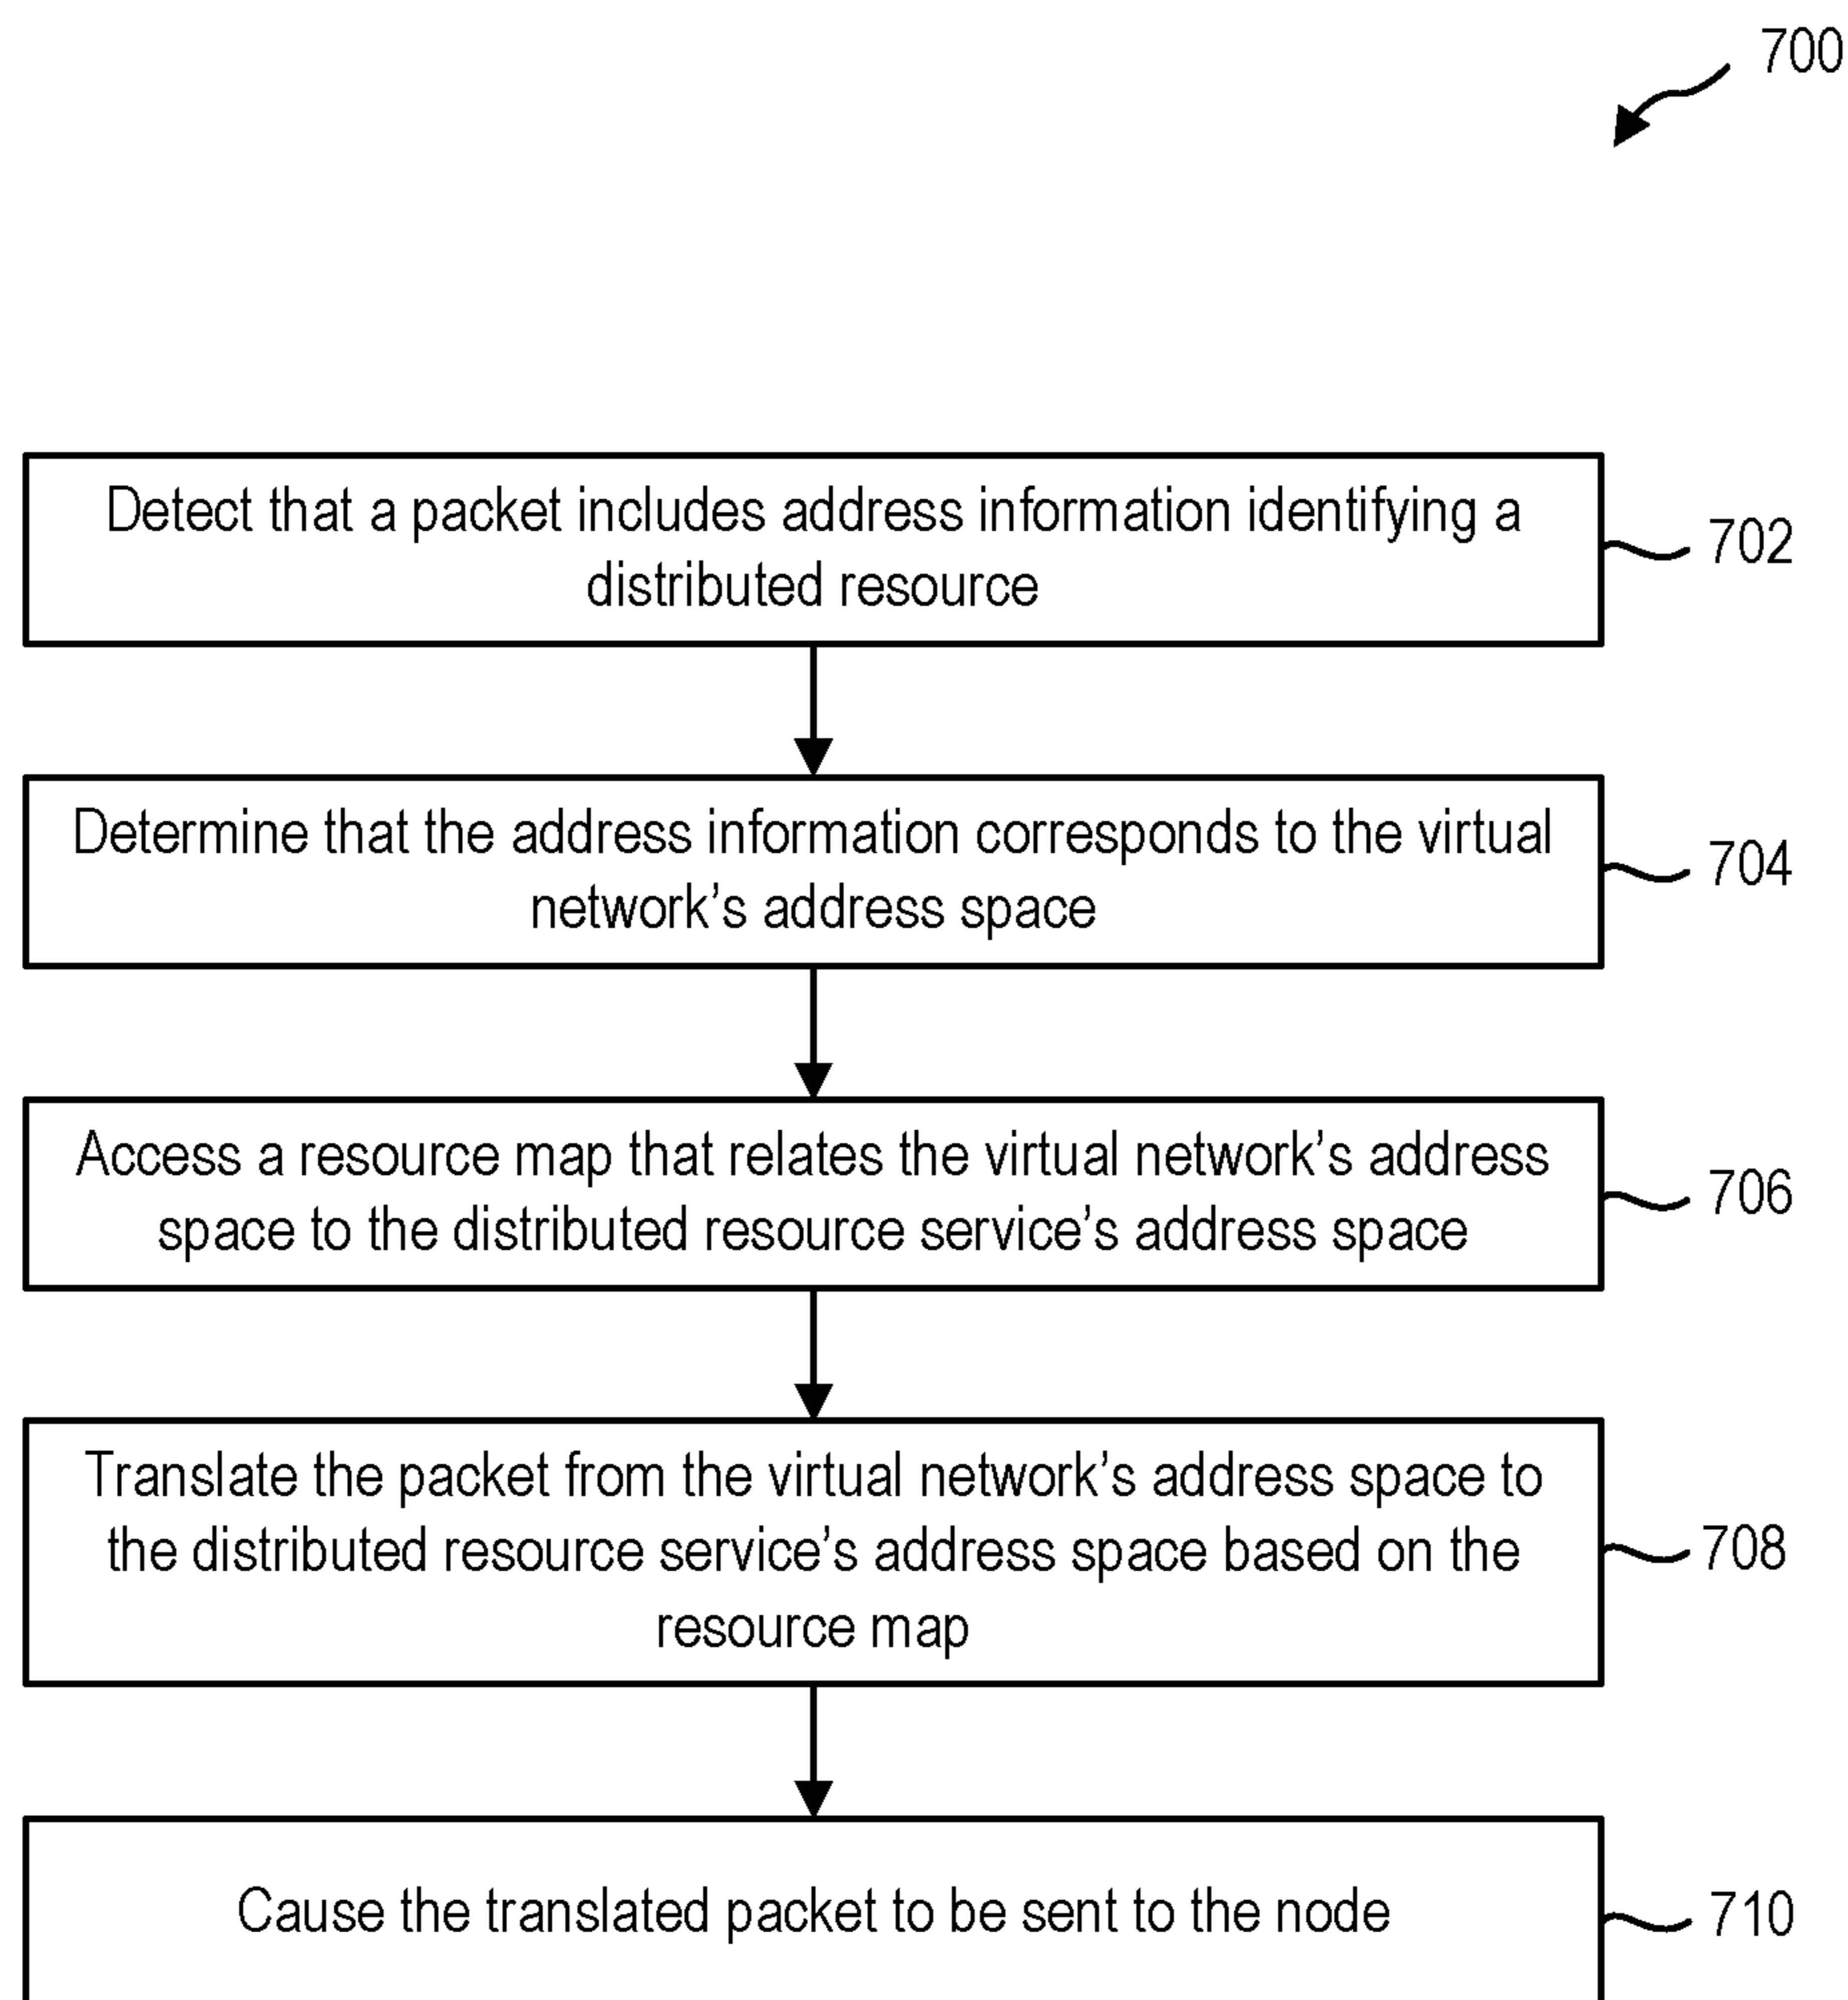 700
Detect that a packet includes address information identifying a
distributed resource
702
Determine that the address information corresponds to the virtual
network’s address space
704
Access a resource map that relates the virtual network’s address
space to the distributed resource service’s address space
706
Translate the packet from the virtual network’s address space to
the distributed resource service’s address space based on the
resource map
708
Cause the translated packet to be sent to the node
710